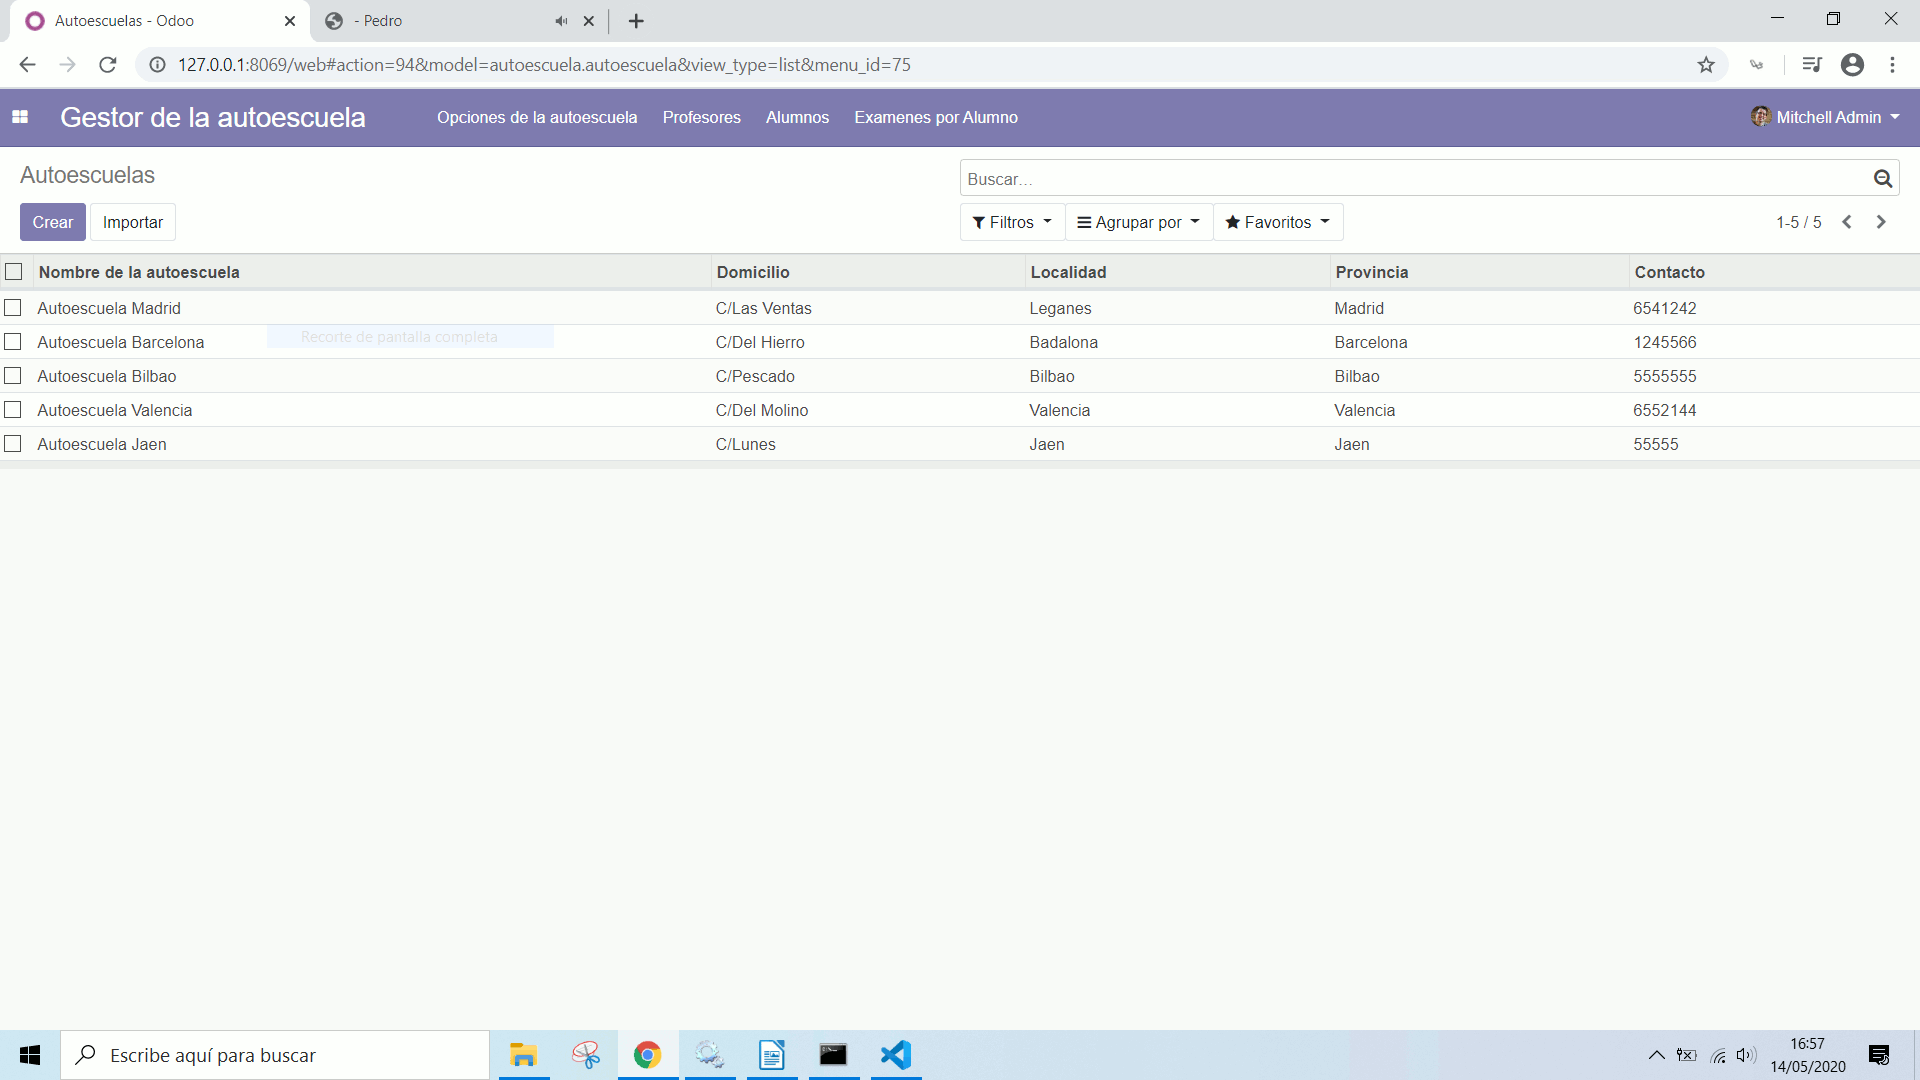 Autoescuelas - Odoo
- Pedro
127.0.0.1:8069/web#action=94&model=autoescuela.autoescuela&view_type=list&menu_id=75
Gestor de la autoescuela
Opciones de la autoescuela Profesores Alumnos Examenes por Alumno
Mitchell Admin
Autoescuelas
Buscar...
Crear Importar
Filtros Agrupar por Favoritos
1-5 / 5
Nombre de la autoescuela Domicilio Localidad Provincia Contacto
Autoescuela Madrid C/Las Ventas Leganes Madrid 6541242
Recorte de pantalla completa
Autoescuela Barcelona C/Del Hierro Badalona Barcelona 1245566
Autoescuela Bilbao C/Pescado Bilbao Bilbao 5555555
Autoescuela Valencia C/Del Molino Valencia Valencia 6552144
Autoescuela Jaen C/Lunes Jaen Jaen 55555
Escribe aquí para buscar
16:57
14/05/2020